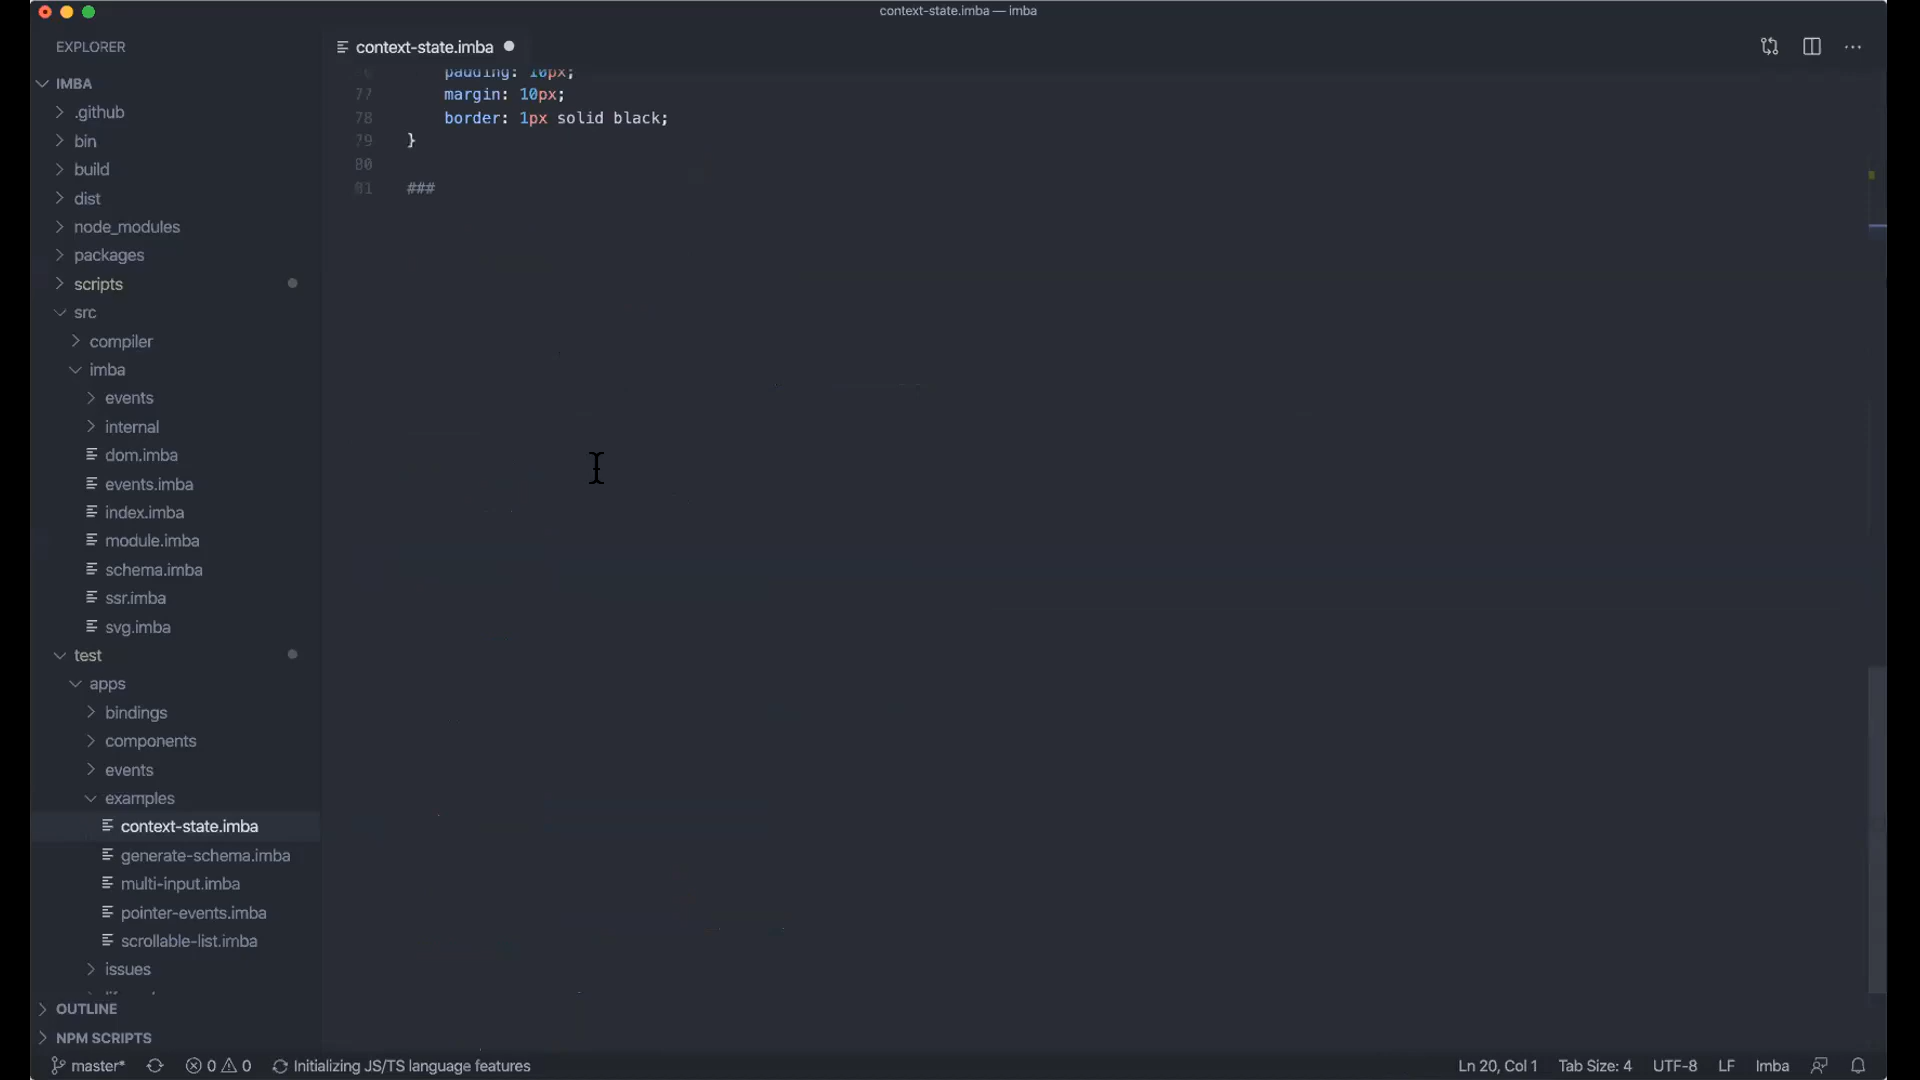 context-state.imba — imba
EXPLORER
IMBA
.github
bin
build
dist
node_modules
packages
scripts
src
compiler
imba
events
internal
dom.imba
events.imba
index.imba
module.imba
schema.imba
ssr.imba
svg.imba
test
apps
bindings
components
events
examples
context-state.imba
generate-schema.imba
multi-input.imba
pointer-events.imba
scrollable-list.imba
issues
OUTLINE
NPM SCRIPTS
context-state.imba
padding: 10px;
77 margin: 10px;
78 border: 1px solid black;
79 }
80
81 ###
master* 0 0 Initializing JS/TS language features
Ln 20, Col 1 Tab Size: 4 UTF-8 LF Imba